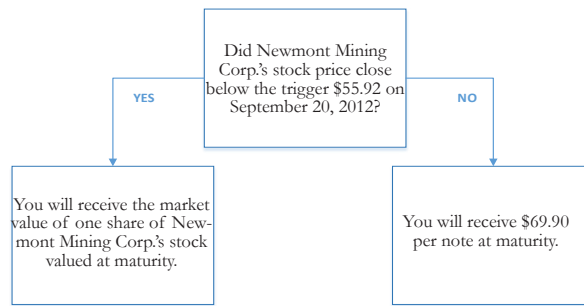 Did Newmont Mining
Corp.'s stock price close
below the trigger $55.92 on
September 20, 2012?
YES
NO
You will receive the market
value of one share of New-
mont Mining Corp.'s stock
valued at maturity.
You will receive $69.90
per note at maturity.